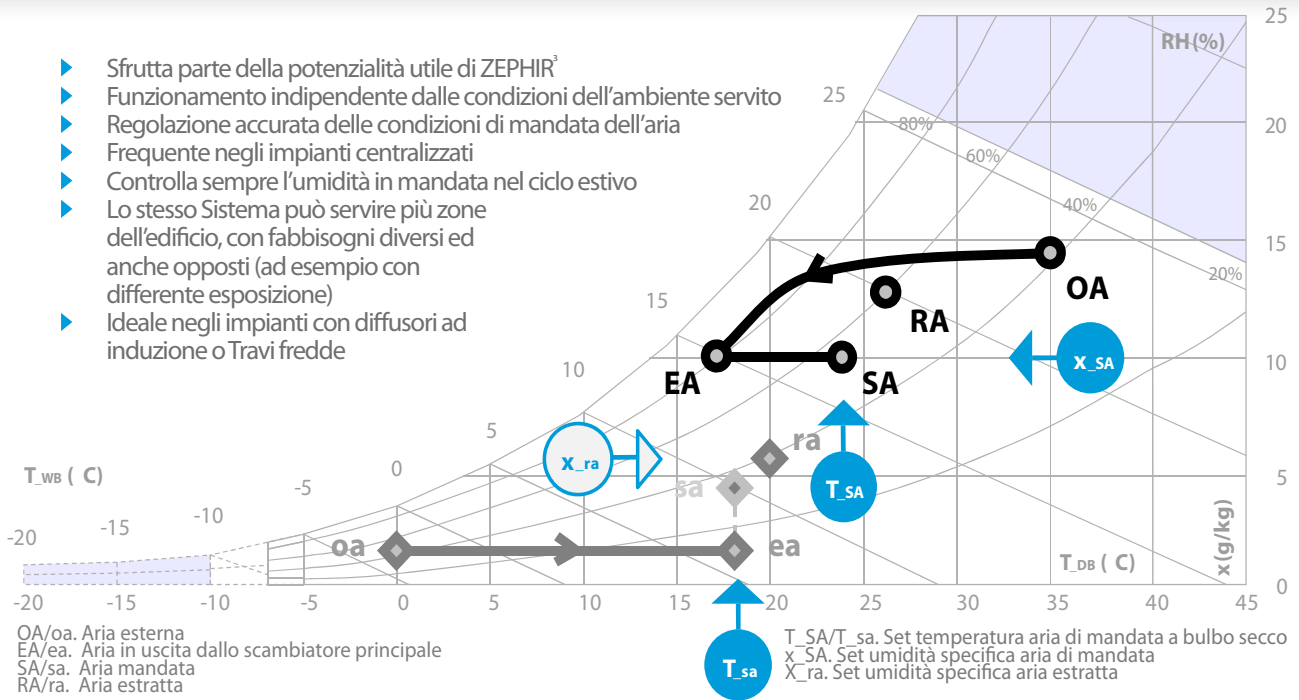 Sfrutta parte della potenzialità utile di ZEPHIR³
Funzionamento indipendente dalle condizioni dell'ambiente servito
Regolazione accurata delle condizioni di mandata dell'aria
Frequente negli impianti centralizzati
Controlla sempre l'umidità in mandata nel ciclo estivo
Lo stesso Sistema può servire più zone
dell'edificio, con fabbisogni diversi ed
anche opposti (ad esempio con
differente esposizione)
Ideale negli impianti con diffusori ad
induzione o Travi fredde
RH (%)
25
20
15
10
5
0
x (g/kg)
80%
60%
40%
20%
25
20
15
10
5
0
-5
-10
-15
-20
T_WB ( C)
OA
RA
EA
SA
x_SA
x_ra
ra
T_SA
sa
oa
ea
T_DB ( C)
-20 -15 -10 -5 0 5 10 15 20 25 30 35 40 45
T_sa
OA/oa. Aria esterna
EA/ea. Aria in uscita dallo scambiatore principale
SA/sa. Aria mandata
RA/ra. Aria estratta
T_SA/T_sa. Set temperatura aria di mandata a bulbo secco
x_SA. Set umidità specifica aria di mandata
X_ra. Set umidità specifica aria estratta